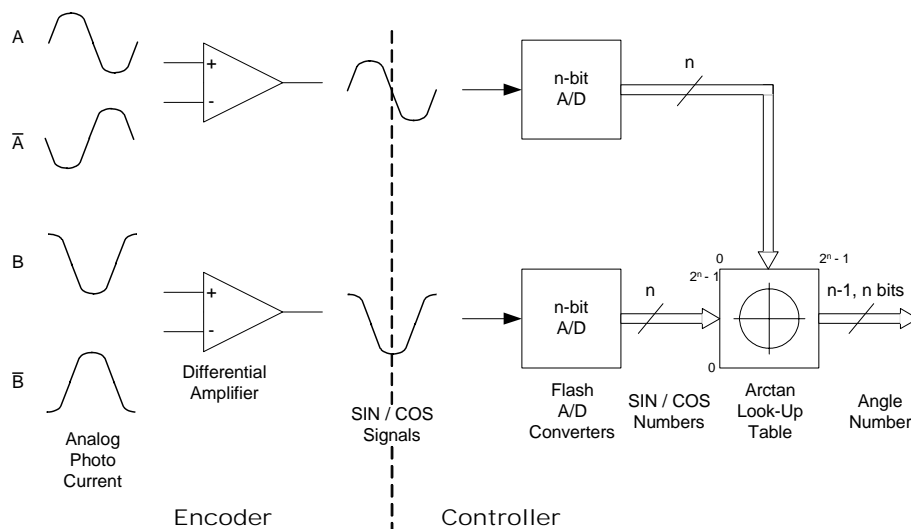 A
+
-
n-bit
A/D
n
A̅
B
+
-
n-bit
A/D
n
0
2ⁿ - 1
2ⁿ - 1
0
n-1, n bits
B̅
Differential
Amplifier
Analog
Photo
Current
SIN / COS
Signals
Flash
A/D
Converters
SIN / COS
Numbers
Arctan
Look-Up
Table
Angle
Number
Encoder
Controller